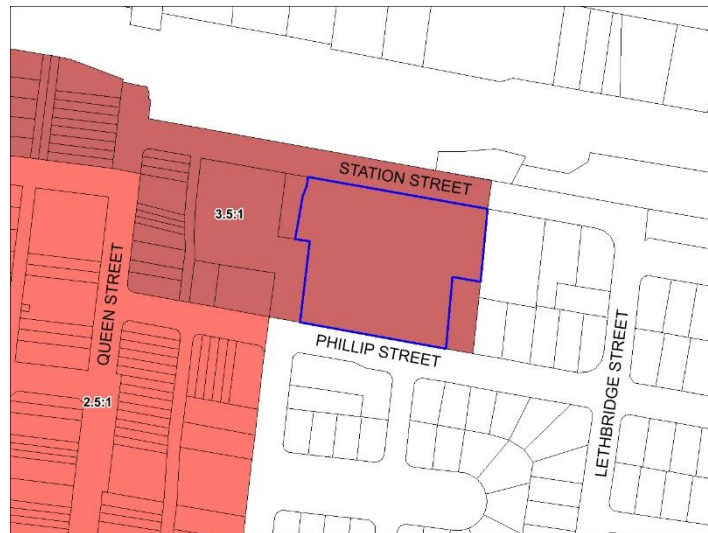 STATION STREET
3.5:1
QUEEN STREET
PHILLIP STREET
LETHBRIDGE STREET
2.5:1